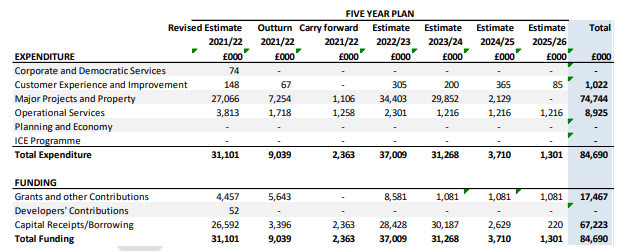 FIVE YEAR PLAN
Revised Estimate Outturn Carry forward Estimate Estimate Estimate Estimate Total
2021/22 2021/22 2021/22 2022/23 2023/24 2024/25 2025/26
EXPENDITURE £000 £000 £000 £000 £000 £000 £000 £000
Corporate and Democratic Services 74 - - - - - - -
Customer Experience and Improvement 148 67 - 305 200 365 85 1,022
Major Projects and Property 27,066 7,254 1,106 34,403 29,852 2,129 - 74,744
Operational Services 3,813 1,718 1,258 2,301 1,216 1,216 1,216 8,925
Planning and Economy - - - - - - - -
ICE Programme - - - - - - - -
Total Expenditure 31,101 9,039 2,363 37,009 31,268 3,710 1,301 84,690
FUNDING
Grants and other Contributions 4,457 5,643 - 8,581 1,081 1,081 1,081 17,467
Developers' Contributions 52 - - - - - - -
Capital Receipts/Borrowing 26,592 3,396 2,363 28,428 30,187 2,629 220 67,223
Total Funding 31,101 9,039 2,363 37,009 31,268 3,710 1,301 84,690